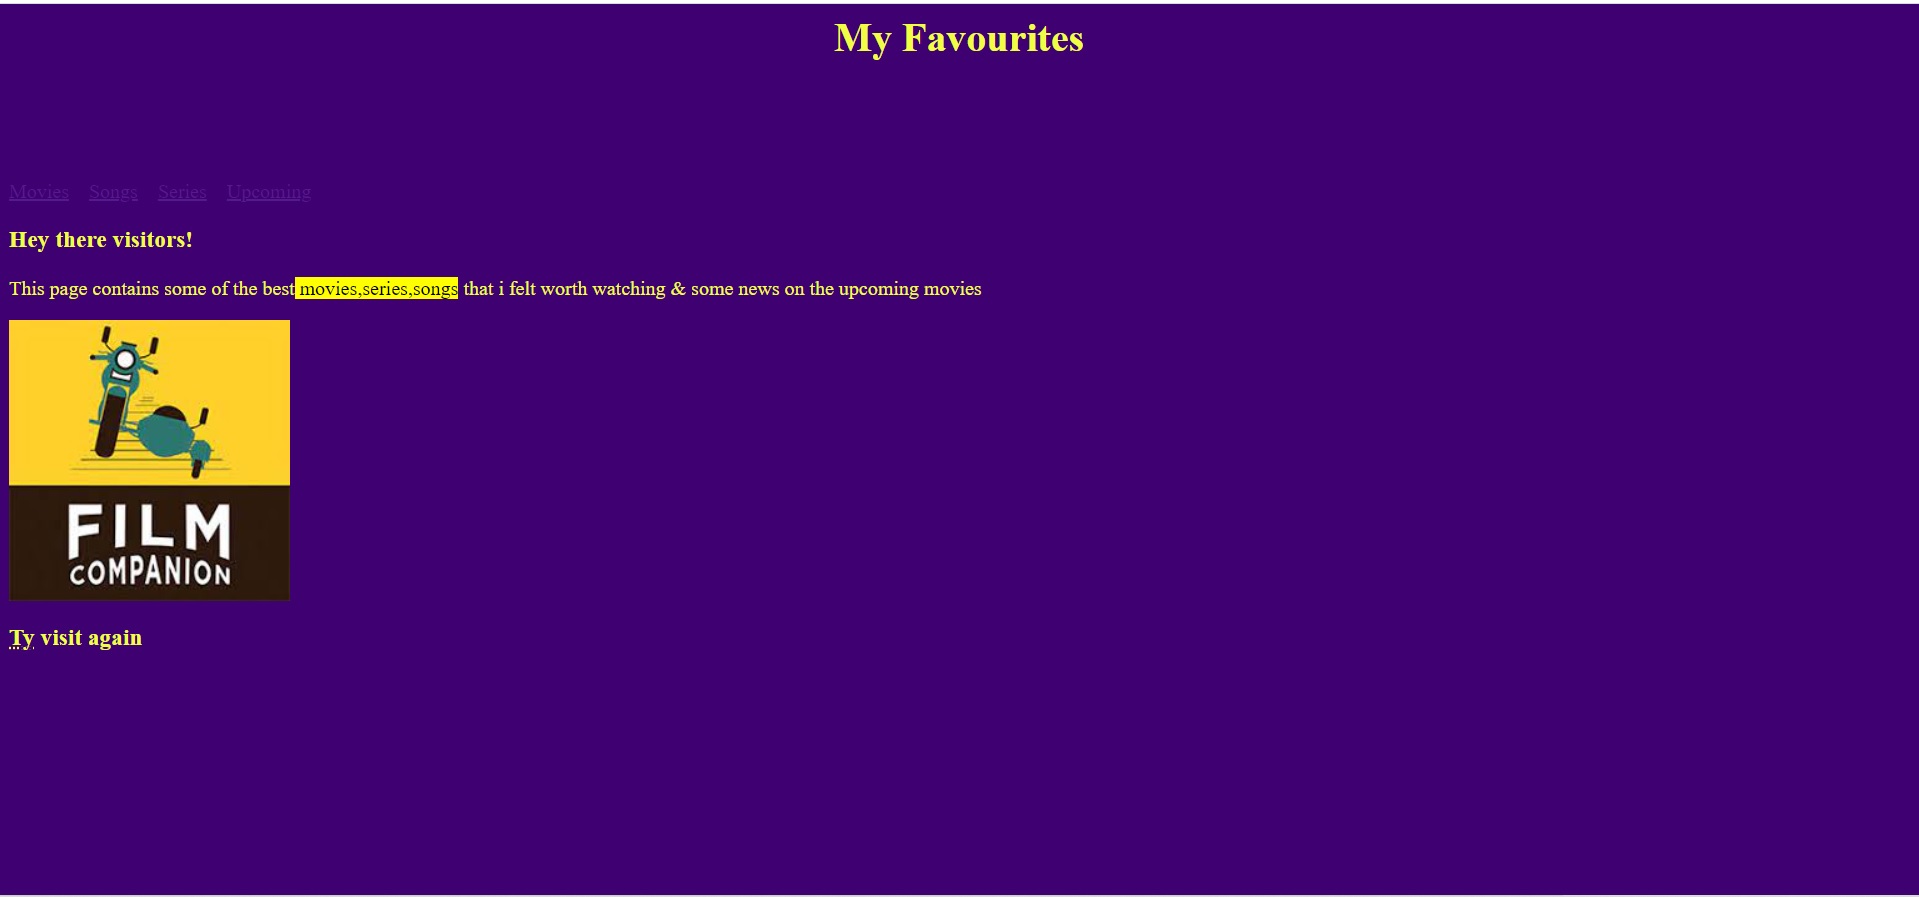 My Favourites
Movies Songs Series Upcoming
Hey there visitors!
This page contains some of the best movies,series,songs that i felt worth watching & some news on the upcoming movies
FILM
COMPANION
Ty visit again